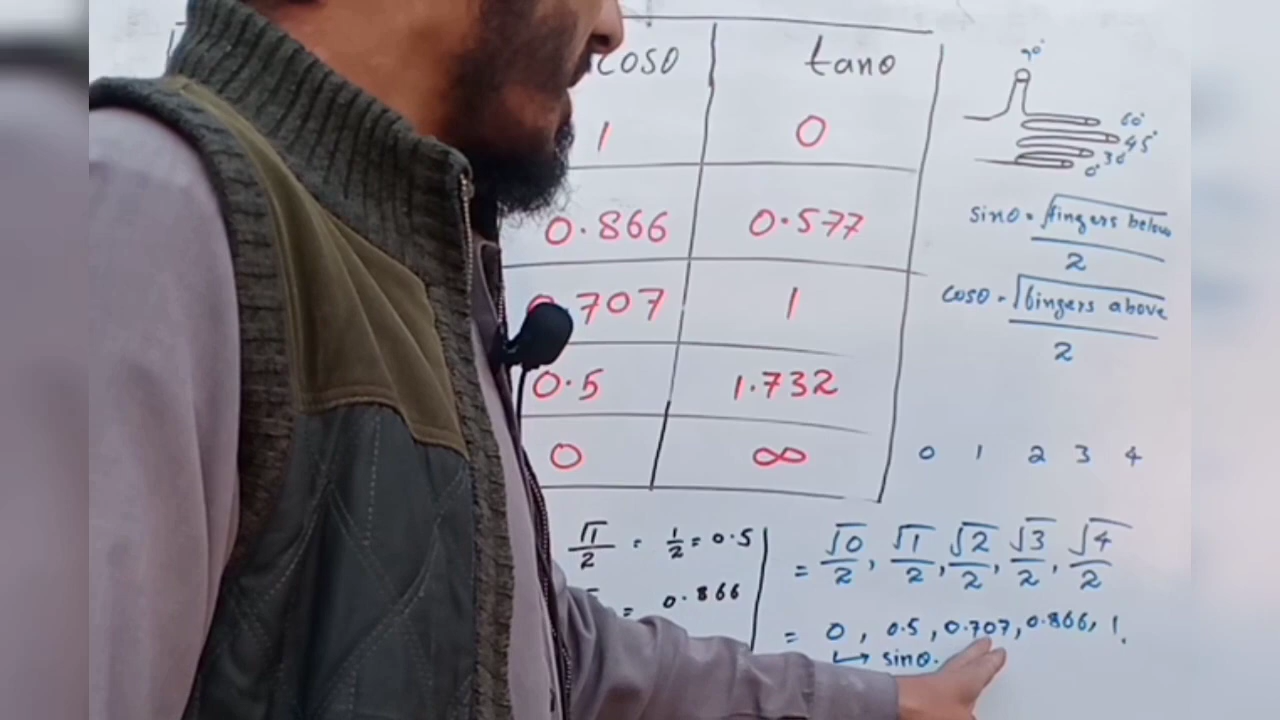 cosθ tanθ
1 0
0.866 0.577
0.707 1
0.5 1.732
0 ∞
90°
60°
45°
30°
0°
sinθ = √fingers below / 2
cosθ = √fingers above / 2
0 1 2 3 4
√1/2 = 1/2 = 0.5
= 0.866
= √0/2, √1/2, √2/2, √3/2, √4/2
= 0, 0.5, 0.707, 0.866, 1.
↳ sinθ.